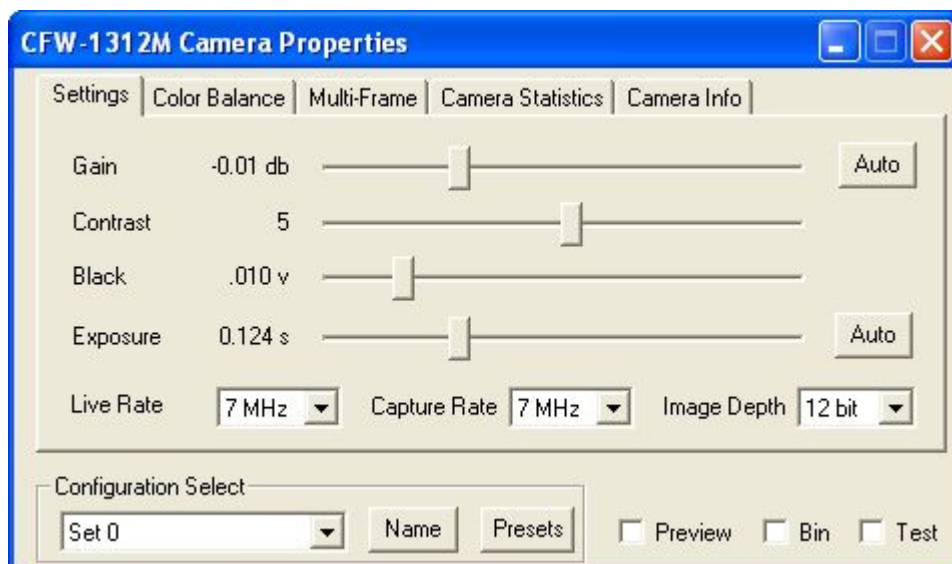 CFW-1312M Camera Properties
Settings Color Balance Multi-Frame Camera Statistics Camera Info
Gain -0.01 db Auto
Contrast 5
Black .010 v
Exposure 0.124 s Auto
Live Rate 7 MHz Capture Rate 7 MHz Image Depth 12 bit
Configuration Select
Set 0 Name Presets Preview Bin Test